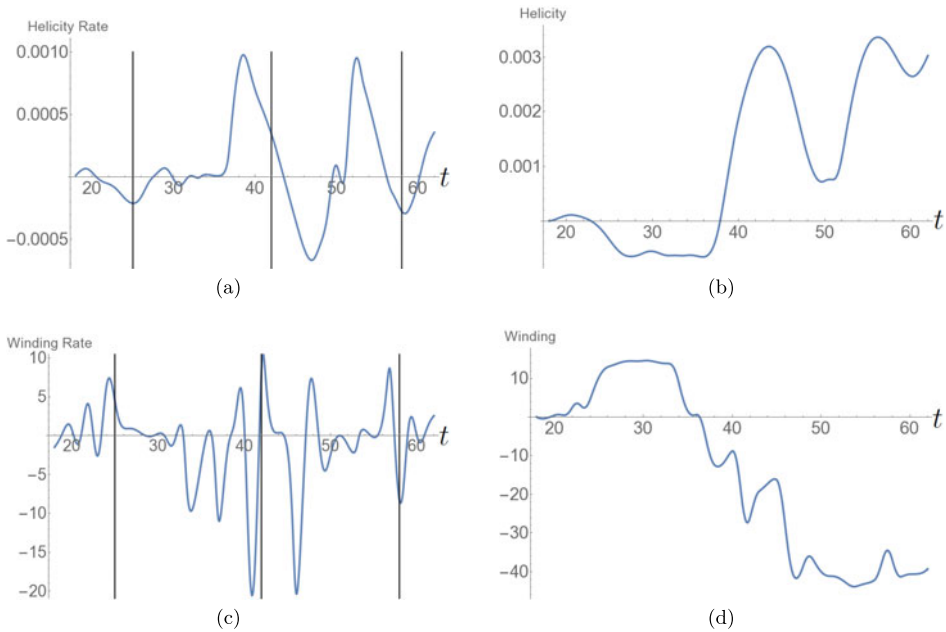 Helicity Rate
0.0010
0.0005
-0.0005
20 30 40 50 60 t
(a)
Helicity
0.003
0.002
0.001
20 30 40 50 60 t
(b)
Winding Rate
10
5
-5
-10
-15
-20
20 30 40 50 60 t
(c)
Winding
10
-10
-20
-30
-40
20 30 40 50 60 t
(d)